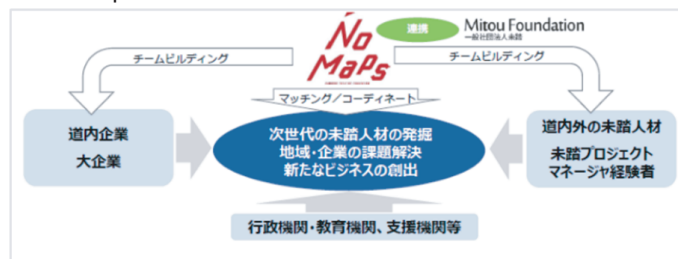 No
Maps
連携
Mitou Foundation
一般社団法人未踏
チームビルディング
チームビルディング
マッチング/コーディネート
道内企業
大企業
次世代の未踏人材の発掘
地域・企業の課題解決
新たなビジネスの創出
道内外の未踏人材
未踏プロジェクト
マネージャ経験者
行政機関・教育機関、支援機関等